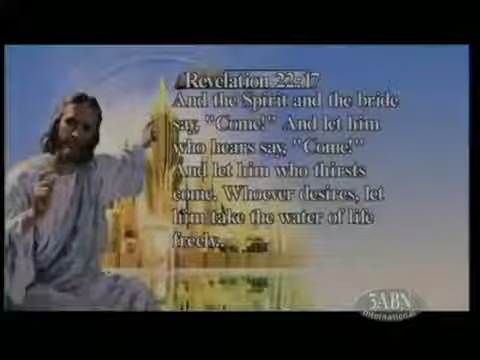 Revelation 22:17
And the Spirit and the bride
say, "Come!" And let him
who hears say, "Come!"
And let him who thirsts
come. Whoever desires, let
him take the water of life
freely.
3ABN
International